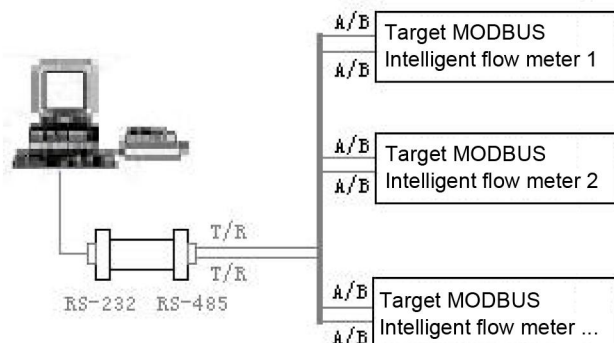 A/B
Target MODBUS
Intelligent flow meter 1
A/B
A/B
Target MODBUS
Intelligent flow meter 2
A/B
T/R
T/R
RS-232 RS-485
A/B
Target MODBUS
Intelligent flow meter ...
A/B